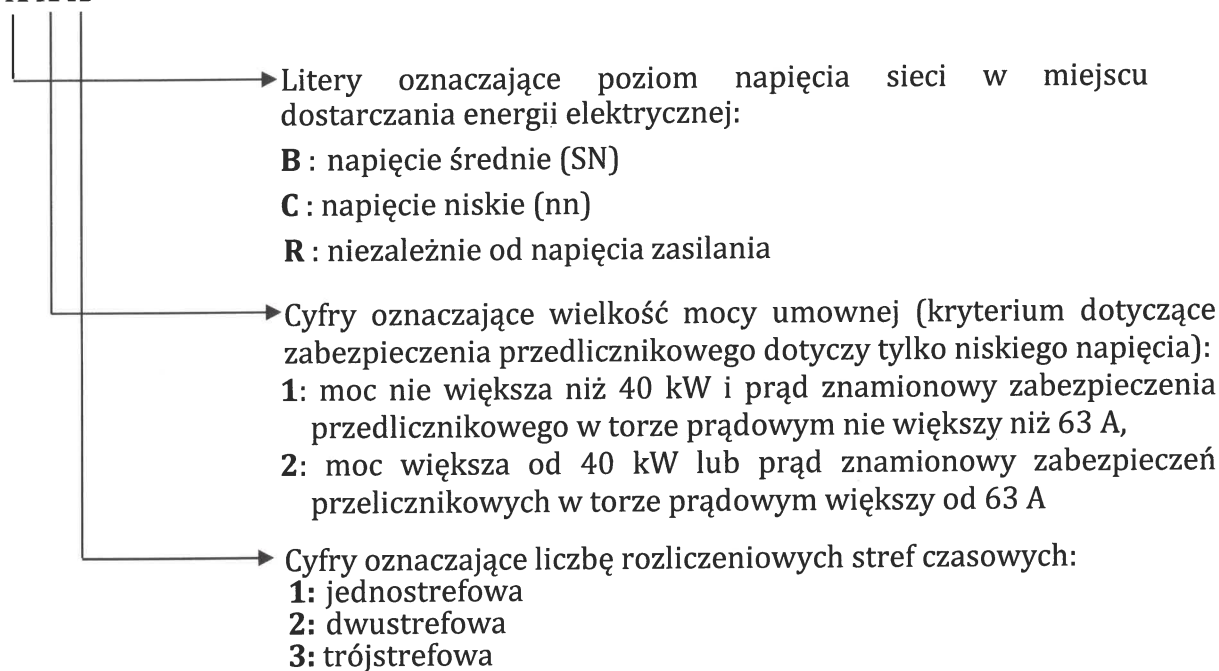 Litery oznaczające poziom napięcia sieci w miejscu
dostarczania energii elektrycznej:
B : napięcie średnie (SN)
C : napięcie niskie (nn)
R : niezależnie od napięcia zasilania
Cyfry oznaczające wielkość mocy umownej (kryterium dotyczące
zabezpieczenia przedlicznikowego dotyczy tylko niskiego napięcia):
1: moc nie większa niż 40 kW i prąd znamionowy zabezpieczenia
przedlicznikowego w torze prądowym nie większy niż 63 A,
2: moc większa od 40 kW lub prąd znamionowy zabezpieczeń
przelicznikowych w torze prądowym większy od 63 A
Cyfry oznaczające liczbę rozliczeniowych stref czasowych:
1: jednostrefowa
2: dwustrefowa
3: trójstrefowa